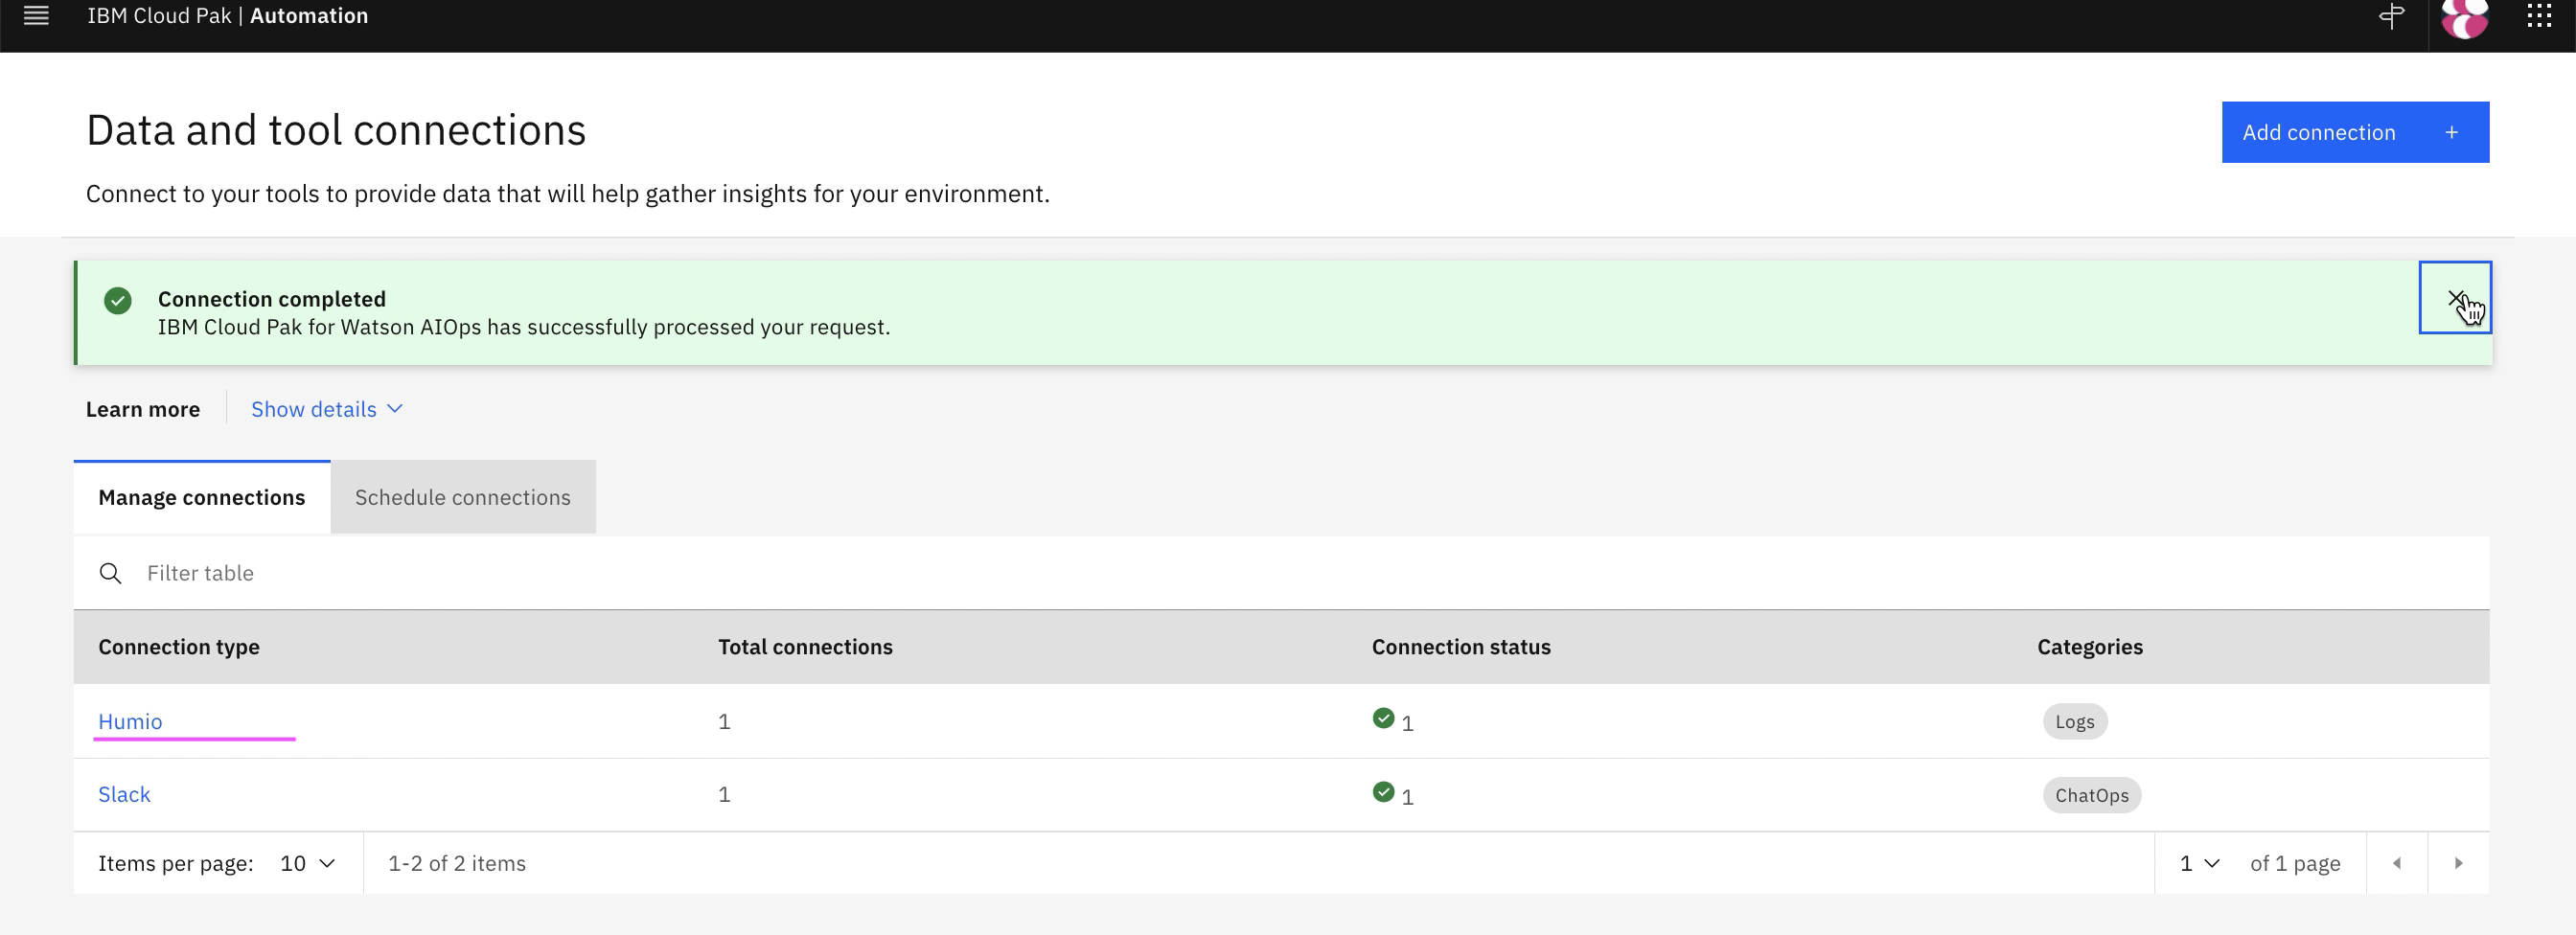 IBM Cloud Pak | Automation
Data and tool connections
Add connection +
Connect to your tools to provide data that will help gather insights for your environment.
Connection completed
IBM Cloud Pak for Watson AIOps has successfully processed your request.
Learn more Show details
Manage connections Schedule connections
Filter table
Connection type Total connections Connection status Categories
Humio 1 1 Logs
Slack 1 1 ChatOps
Items per page: 10 1-2 of 2 items 1 of 1 page